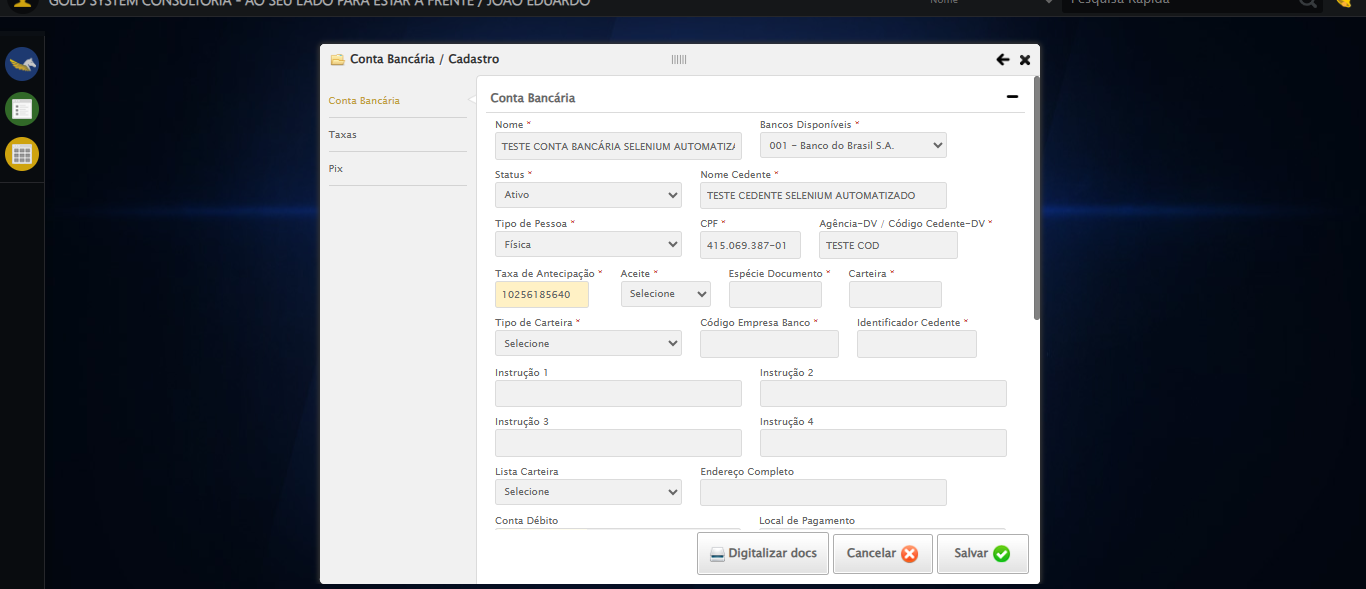 GOLD SYSTEM CONSULTORIA - AO SEU LADO PARA ESTAR À FRENTE / JOAO EDUARDO
Nome
Pesquisa Rápida
Conta Bancária / Cadastro
Conta Bancária
Taxas
Pix
Conta Bancária
Nome * Bancos Disponíveis *
TESTE CONTA BANCÁRIA SELENIUM AUTOMATIZA 001 - Banco do Brasil S.A.
Status * Nome Cedente *
Ativo TESTE CEDENTE SELENIUM AUTOMATIZADO
Tipo de Pessoa * CPF * Agência-DV / Código Cedente-DV *
Física 415.069.387-01 TESTE COD
Taxa de Antecipação * Aceite * Espécie Documento * Carteira *
10256185640 Selecione
Tipo de Carteira * Código Empresa Banco * Identificador Cedente *
Selecione
Instrução 1 Instrução 2
Instrução 3 Instrução 4
Lista Carteira Endereço Completo
Selecione
Conta Débito Local de Pagamento
Digitalizar docs Cancelar Salvar